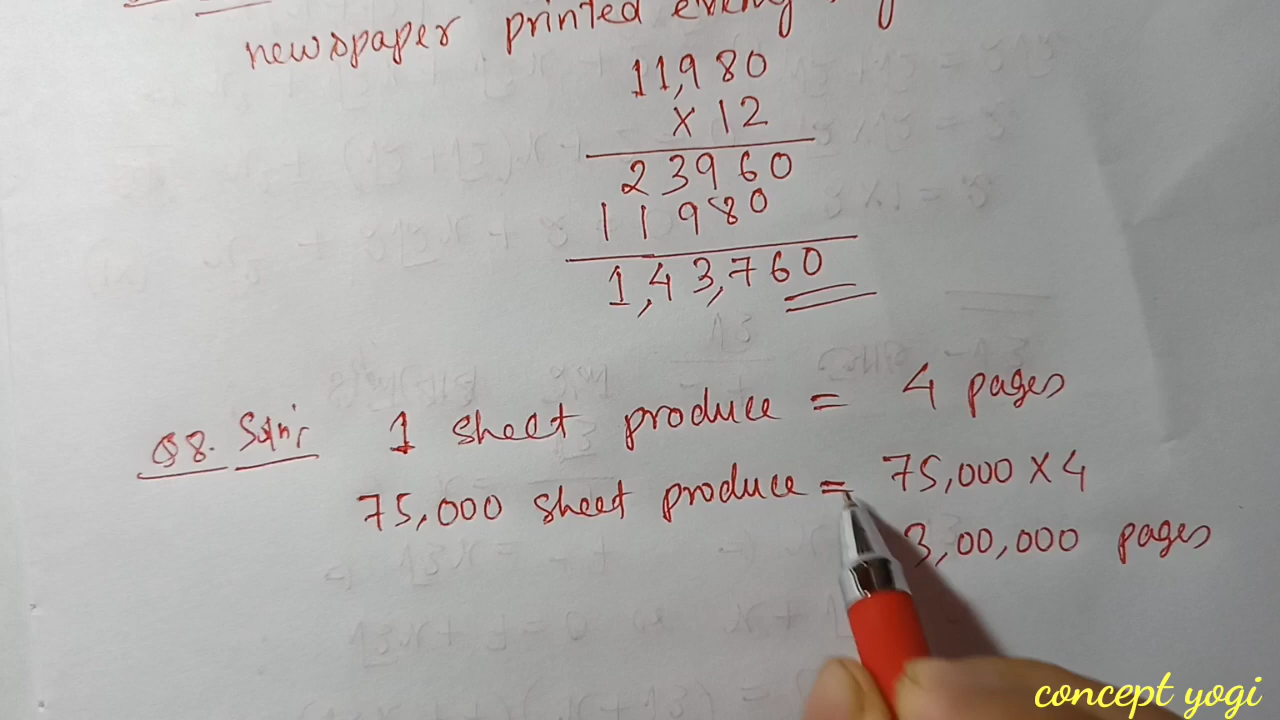 newspaper printed every
11,980
x 12
23960
11980
1,43,760
Q8. Soln: 1 sheet produce = 4 pages
75,000 sheet produce = 75,000 X 4
3,00,000 pages
concept yogi